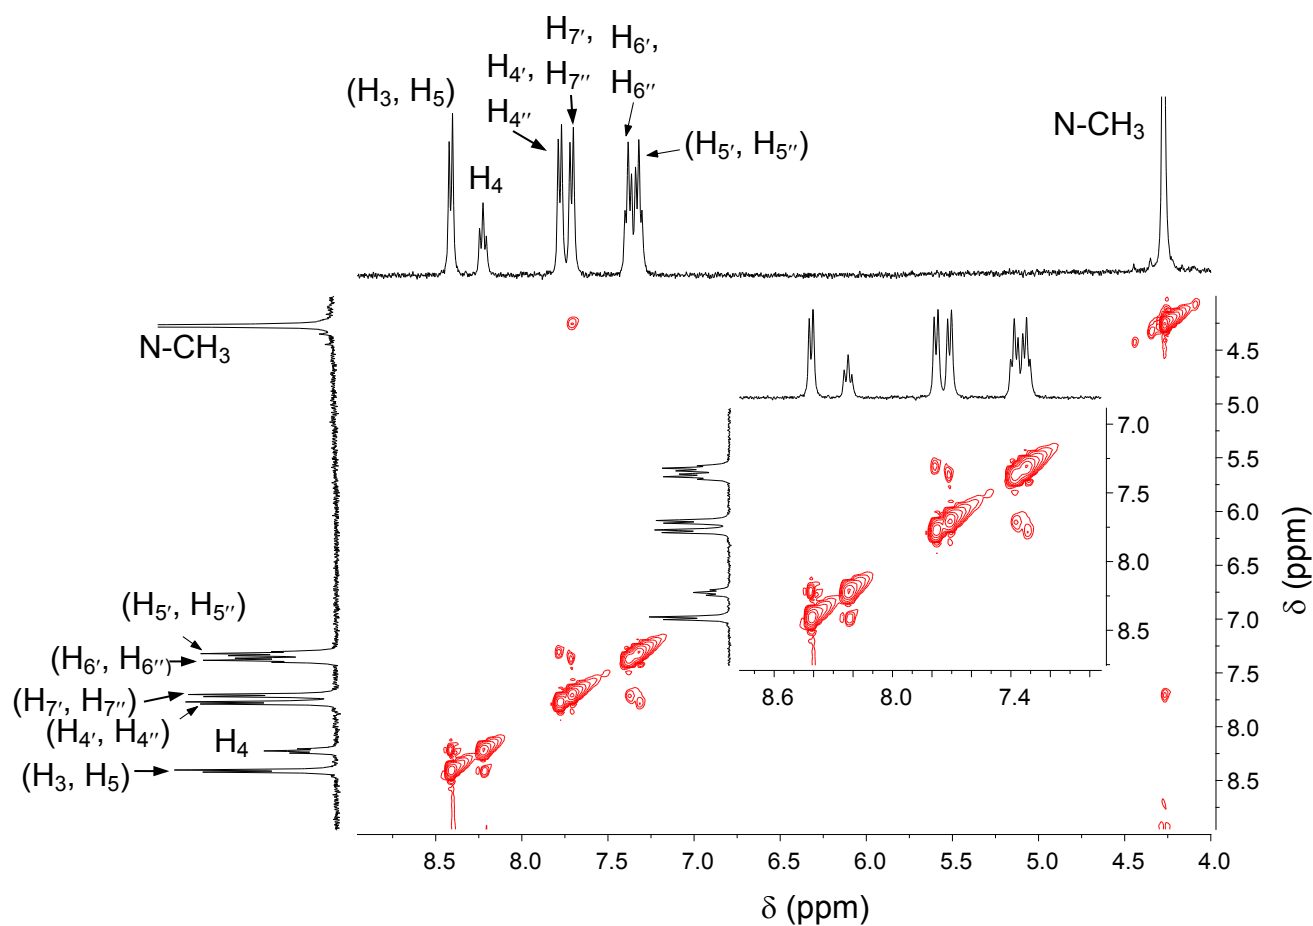 H7′, H6′,
H4′, H7″ H6″
(H3, H5) H4″
N-CH3
(H5′, H5″)
H4
N-CH3
4.5
5.0
7.0
5.5
7.5
6.0
8.0
6.5
8.5
7.0
8.6 8.0 7.4
7.5
8.0
8.5
δ (ppm)
(H5′, H5″)
(H6′, H6″)
(H7′, H7″)
(H4′, H4″)
H4
(H3, H5)
8.5 8.0 7.5 7.0 6.5 6.0 5.5 5.0 4.5 4.0
δ (ppm)